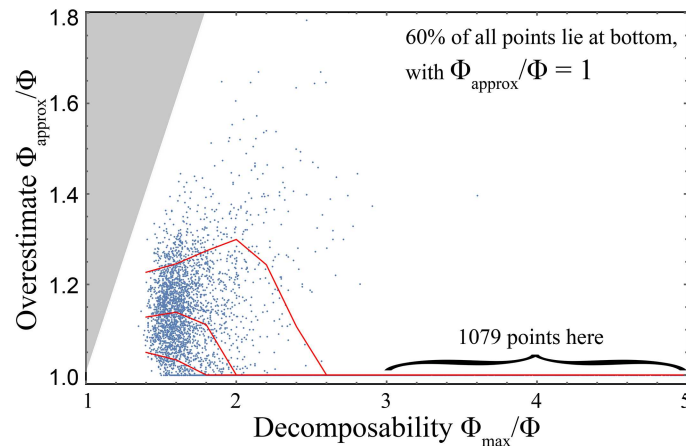 1.8
60% of all points lie at bottom,
with Φapprox/Φ = 1
1.6
1.4
1.2
1.0
Overestimate Φapprox/Φ
1079 points here
1 2 3 4 5
Decomposability Φmax/Φ